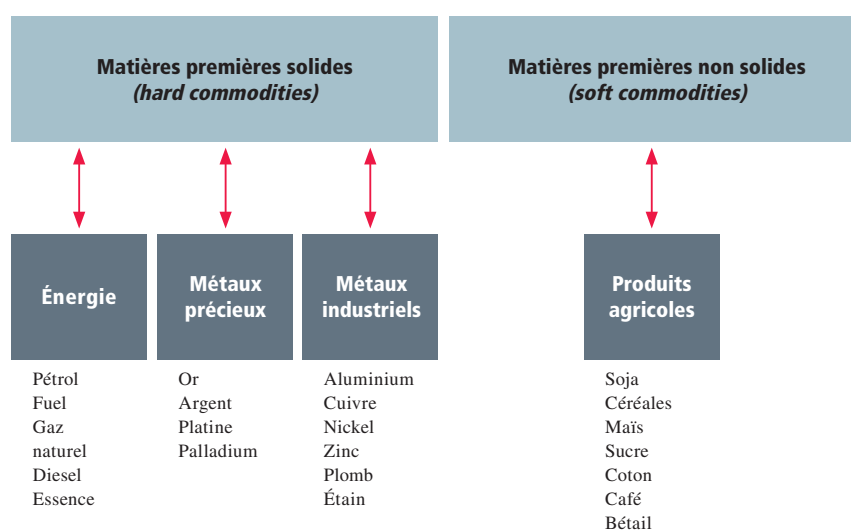 Matières premières solides
(hard commodities)
Matières premières non solides
(soft commodities)
Énergie
Métaux
précieux
Métaux
industriels
Produits
agricoles
Pétrol
Fuel
Gaz
naturel
Diesel
Essence
Or
Argent
Platine
Palladium
Aluminium
Cuivre
Nickel
Zinc
Plomb
Étain
Soja
Céréales
Maïs
Sucre
Coton
Café
Bétail